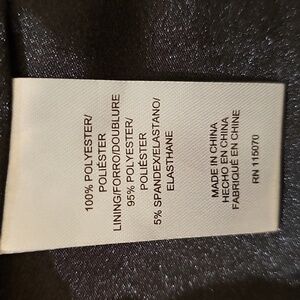 100% POLYESTER/
POLIÉSTER
LINING/FORRO/DOUBLURE
95% POLYESTER/
POLIÉSTER
5% SPANDEX/ELASTANO/
ELASTHANE
MADE IN CHINA
HECHO EN CHINA
FABRIQUÉ EN CHINE
RN 115070